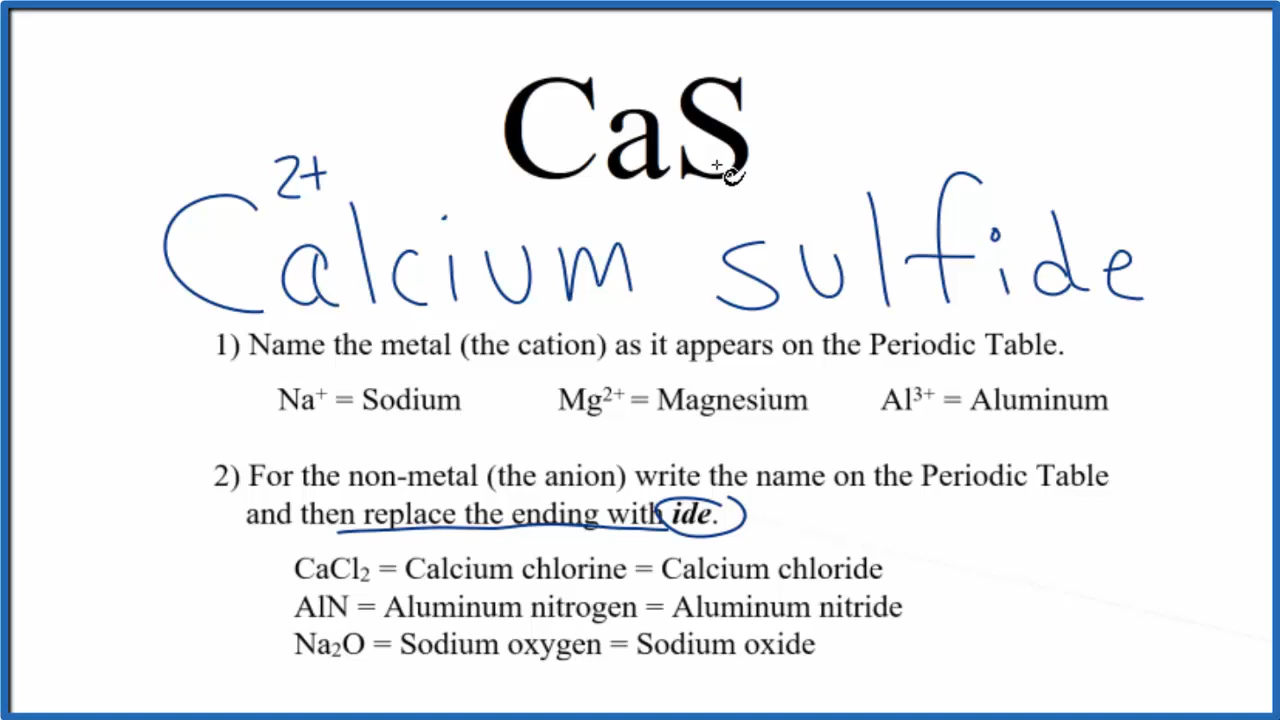 CaS
2+
Calcium sulfide
1) Name the metal (the cation) as it appears on the Periodic Table.
Na⁺ = Sodium Mg²⁺ = Magnesium Al³⁺ = Aluminum
2) For the non-metal (the anion) write the name on the Periodic Table
and then replace the ending with ide.
CaCl₂ = Calcium chlorine = Calcium chloride
AlN = Aluminum nitrogen = Aluminum nitride
Na₂O = Sodium oxygen = Sodium oxide